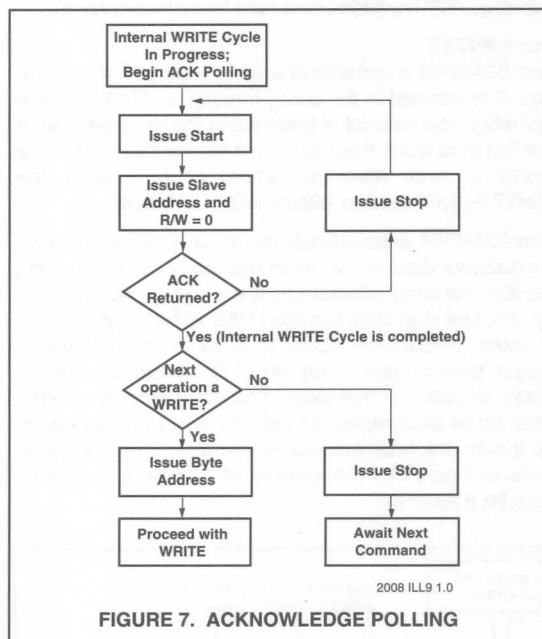 Internal WRITE Cycle
In Progress;
Begin ACK Polling
Issue Start
Issue Slave
Address and
R/W = 0
Issue Stop
ACK
Returned?
No
Yes (Internal WRITE Cycle is completed)
Next
operation a
WRITE?
No
Yes
Issue Byte
Address
Issue Stop
Proceed with
WRITE
Await Next
Command
2008 ILL9 1.0
FIGURE 7. ACKNOWLEDGE POLLING